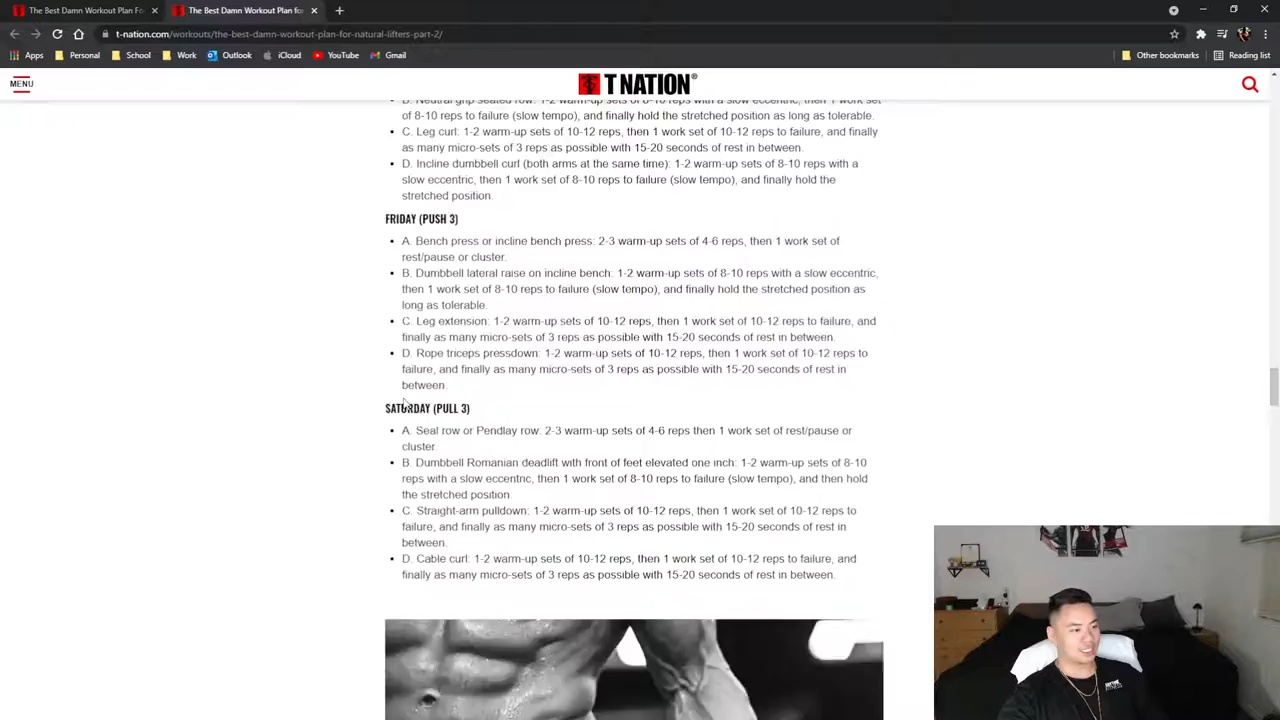 The Best Damn Workout Plan Fo
The Best Damn Workout Plan for
t-nation.com/workouts/the-best-damn-workout-plan-for-natural-lifters-part-2/
Apps
Personal
School
Work
Outlook
iCloud
YouTube
Gmail
Other bookmarks
Reading list
MENU
T NATION®
B. Neutral grip seated row: 1-2 warm-up sets of 8-10 reps with a slow eccentric, then 1 work set
of 8-10 reps to failure (slow tempo), and finally hold the stretched position as long as tolerable.
• C. Leg curl: 1-2 warm-up sets of 10-12 reps, then 1 work set of 10-12 reps to failure, and finally
as many micro-sets of 3 reps as possible with 15-20 seconds of rest in between.
• D. Incline dumbbell curl (both arms at the same time): 1-2 warm-up sets of 8-10 reps with a
slow eccentric, then 1 work set of 8-10 reps to failure (slow tempo), and finally hold the
stretched position.
FRIDAY (PUSH 3)
• A. Bench press or incline bench press: 2-3 warm-up sets of 4-6 reps, then 1 work set of
rest/pause or cluster.
• B. Dumbbell lateral raise on incline bench: 1-2 warm-up sets of 8-10 reps with a slow eccentric,
then 1 work set of 8-10 reps to failure (slow tempo), and finally hold the stretched position as
long as tolerable.
• C. Leg extension: 1-2 warm-up sets of 10-12 reps, then 1 work set of 10-12 reps to failure, and
finally as many micro-sets of 3 reps as possible with 15-20 seconds of rest in between.
• D. Rope triceps pressdown: 1-2 warm-up sets of 10-12 reps, then 1 work set of 10-12 reps to
failure, and finally as many micro-sets of 3 reps as possible with 15-20 seconds of rest in
between.
SATURDAY (PULL 3)
• A. Seal row or Pendlay row: 2-3 warm-up sets of 4-6 reps then 1 work set of rest/pause or
cluster.
• B. Dumbbell Romanian deadlift with front of feet elevated one inch: 1-2 warm-up sets of 8-10
reps with a slow eccentric, then 1 work set of 8-10 reps to failure (slow tempo), and then hold
the stretched position.
• C. Straight-arm pulldown: 1-2 warm-up sets of 10-12 reps, then 1 work set of 10-12 reps to
failure, and finally as many micro-sets of 3 reps as possible with 15-20 seconds of rest in
between.
• D. Cable curl: 1-2 warm-up sets of 10-12 reps, then 1 work set of 10-12 reps to failure, and
finally as many micro-sets of 3 reps as possible with 15-20 seconds of rest in between.